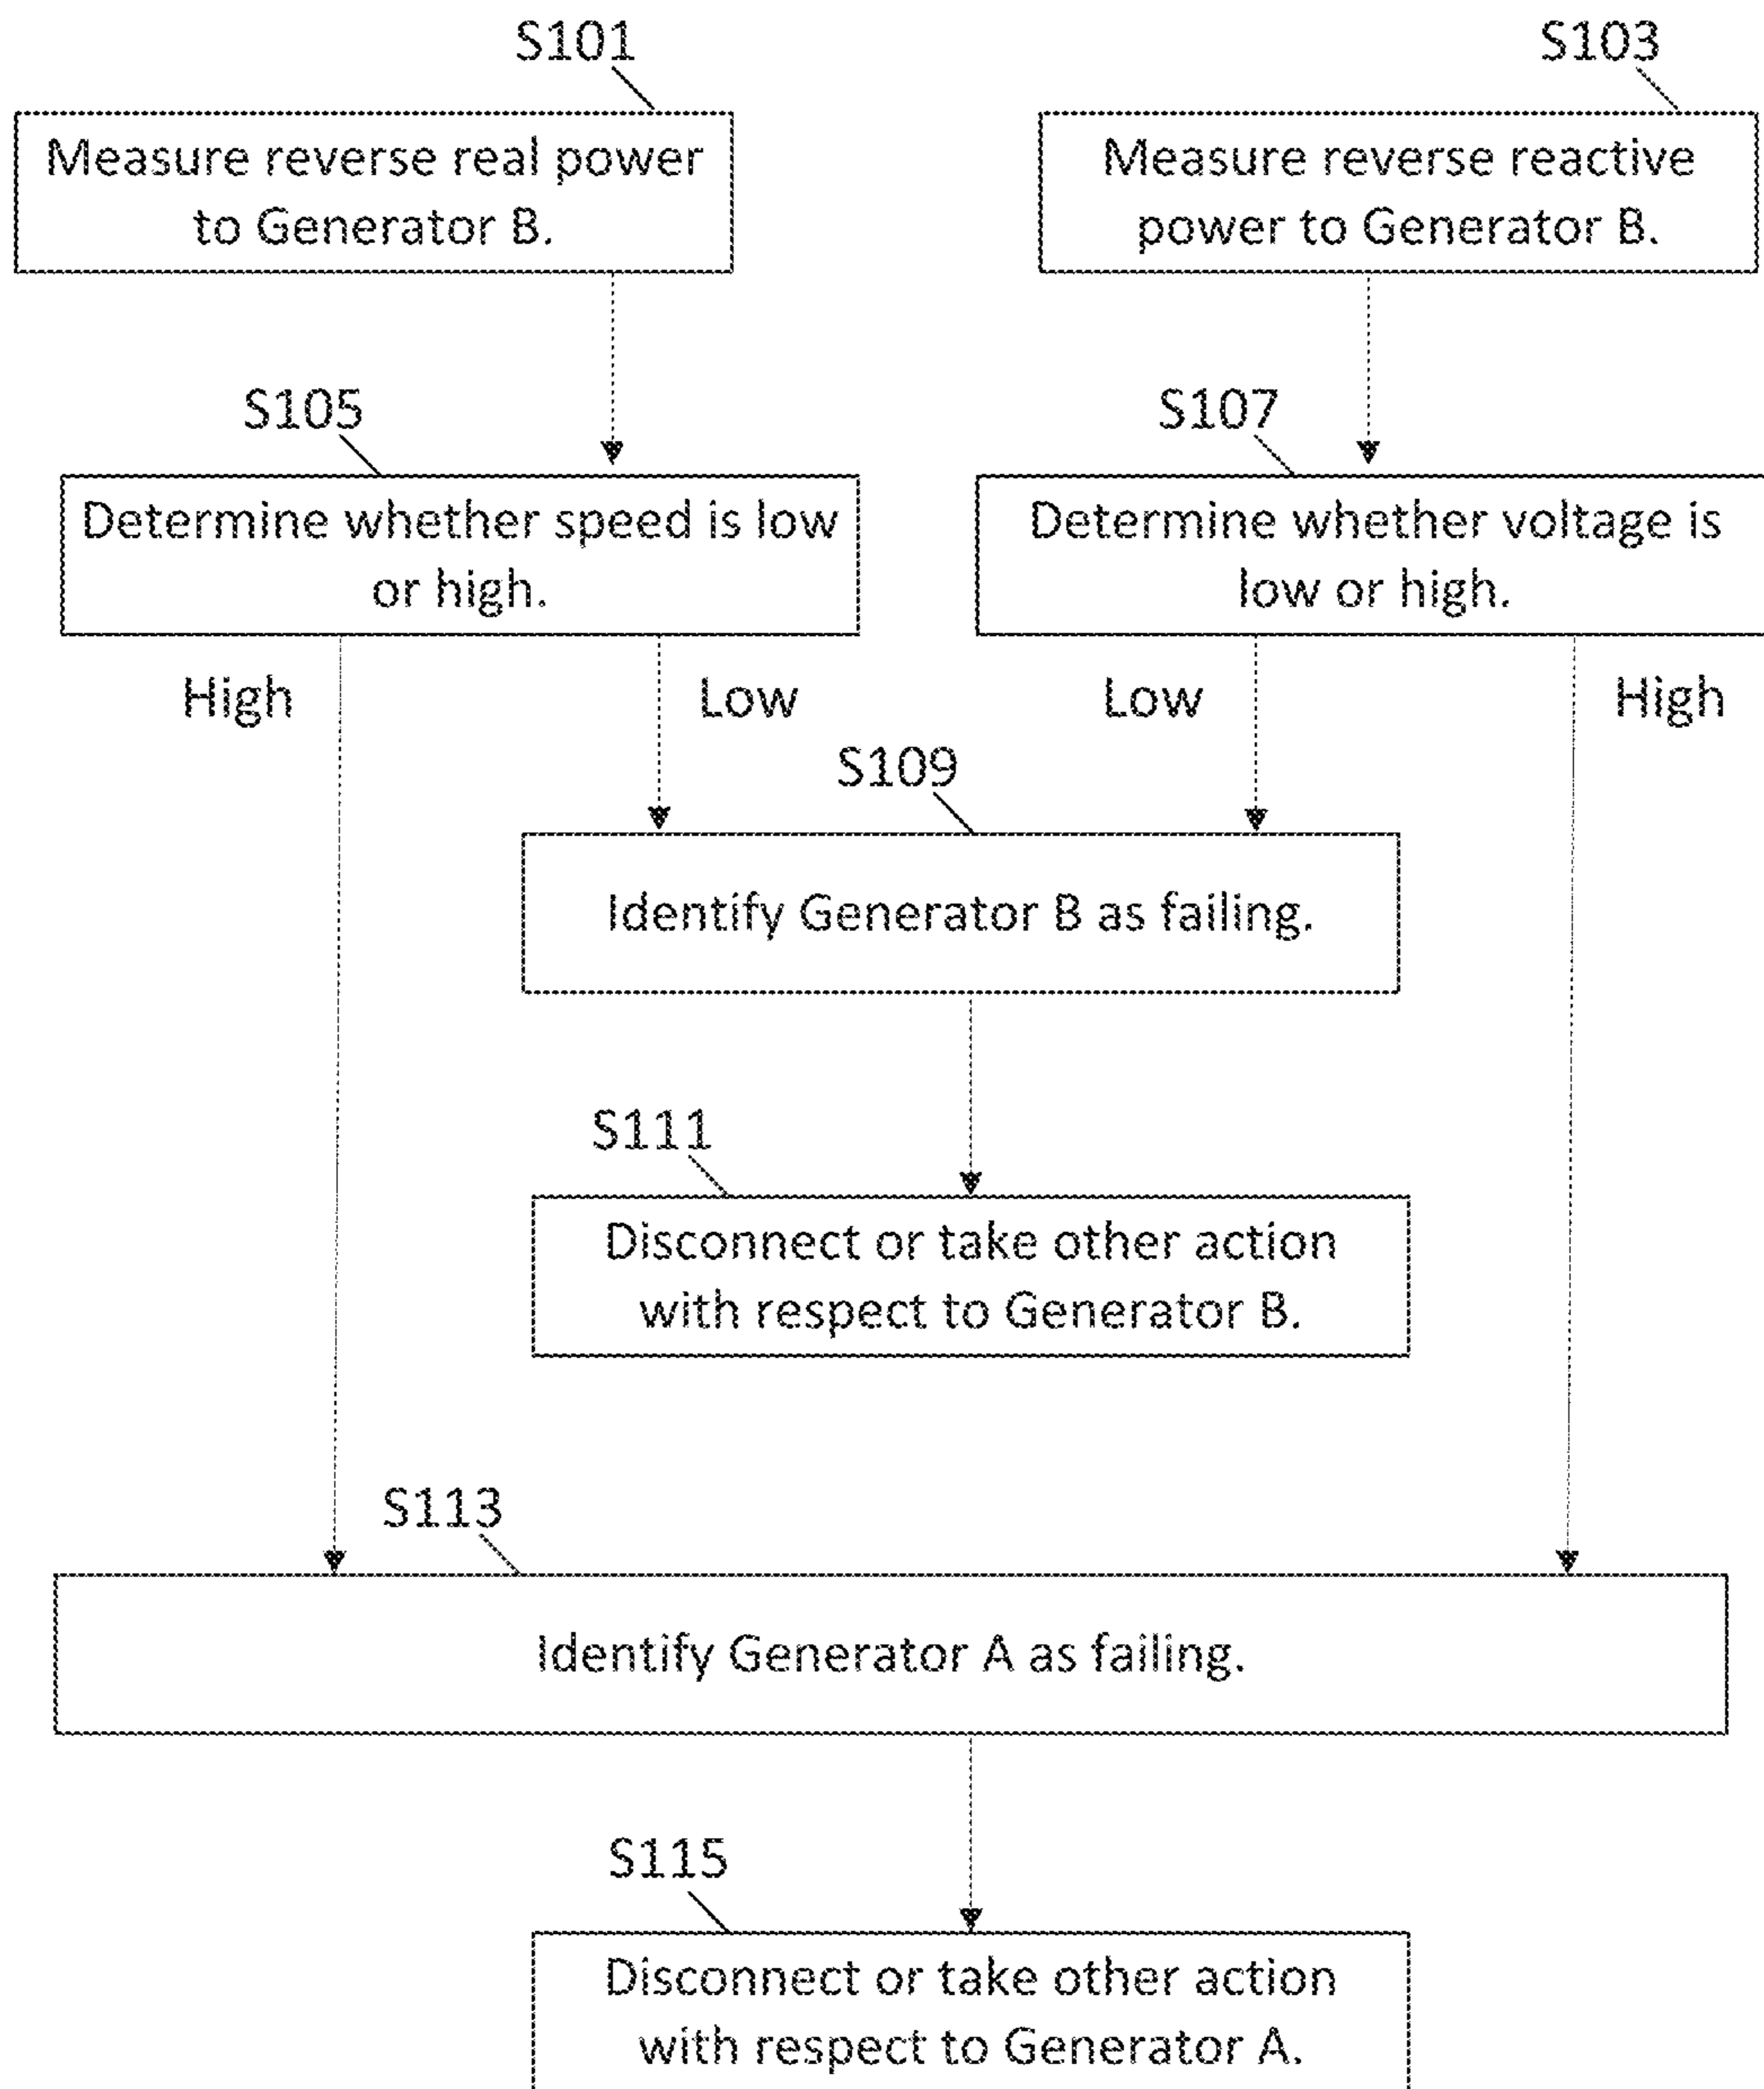 S101
S103
Measure reverse real power
to Generator B.
Measure reverse reactive
power to Generator B.
S105
S107
Determine whether speed is low
or high.
Determine whether voltage is
low or high.
High
Low
Low
High
S109
Identify Generator B as failing.
S111
Disconnect or take other action
with respect to Generator B.
S113
Identify Generator A as failing.
S115
Disconnect or take other action
with respect to Generator A.